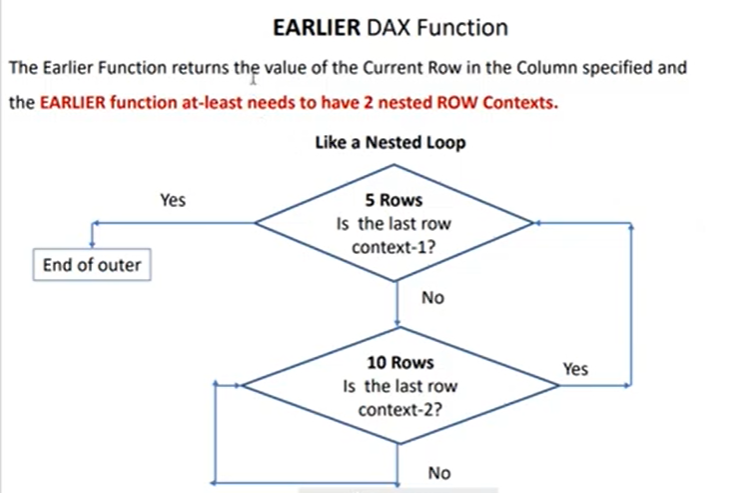 EARLIER DAX Function
The Earlier Function returns the value of the Current Row in the Column specified and
the EARLIER function at-least needs to have 2 nested ROW Contexts.
Like a Nested Loop
Yes
5 Rows
Is the last row
context-1?
End of outer
No
10 Rows
Is the last row
context-2?
Yes
No